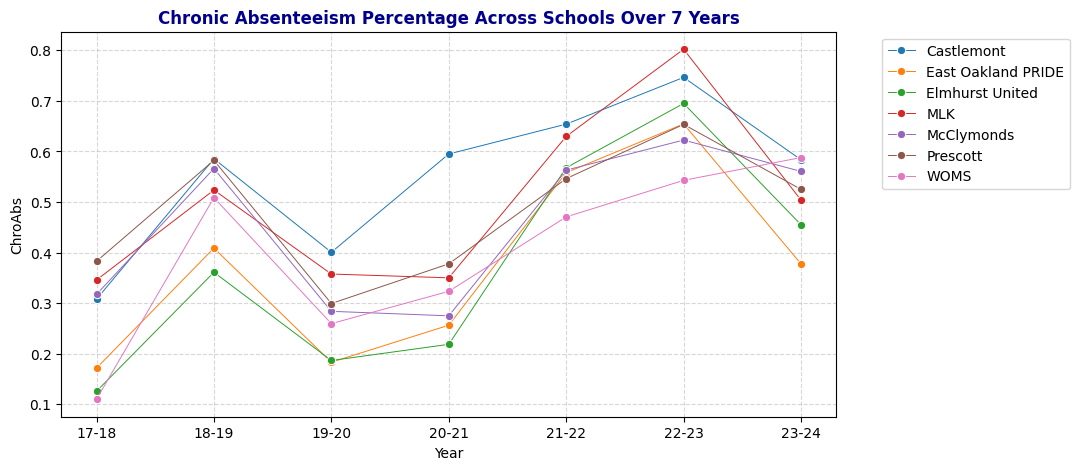 Chronic Absenteeism Percentage Across Schools Over 7 Years
ChroAbs
0.8
0.7
0.6
0.5
0.4
0.3
0.2
0.1
17-18 18-19 19-20 20-21 21-22 22-23 23-24
Year
Castlemont
East Oakland PRIDE
Elmhurst United
MLK
McClymonds
Prescott
WOMS